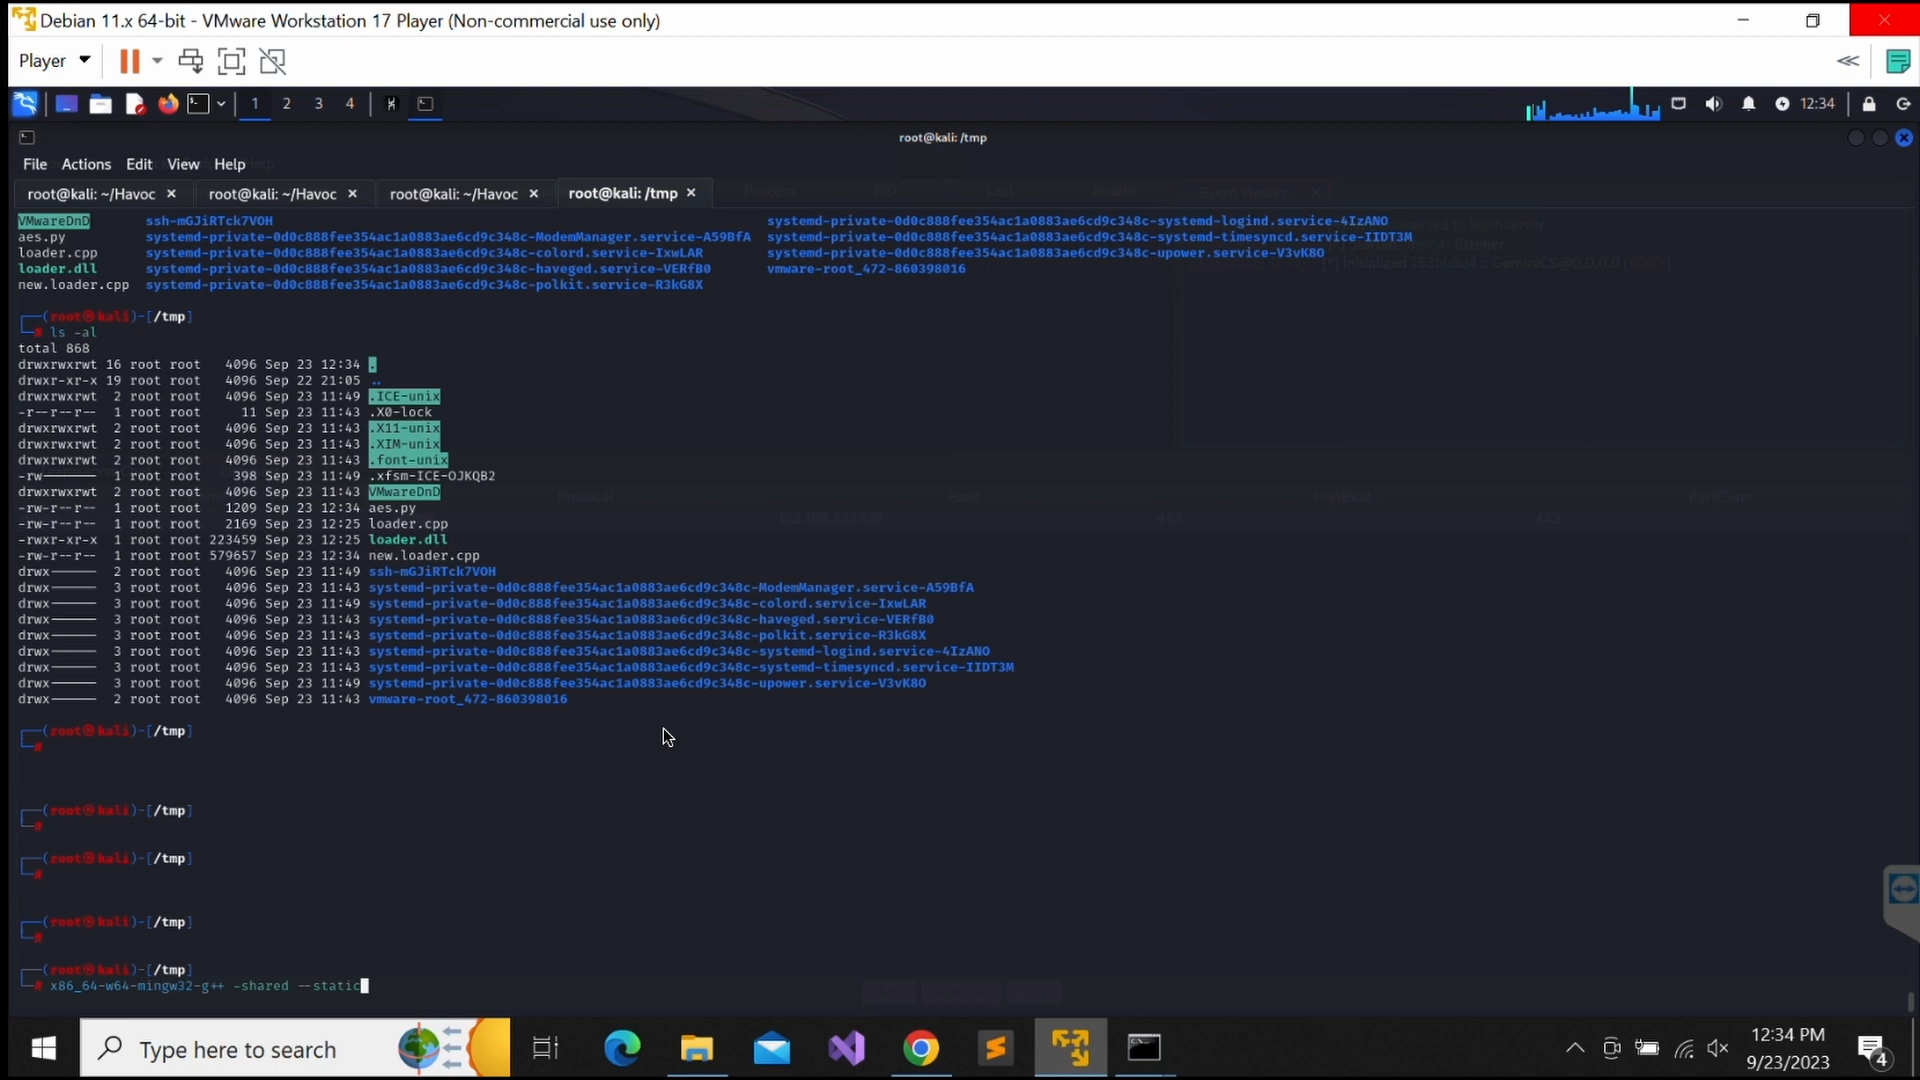 Debian 11.x 64-bit - VMware Workstation 17 Player (Non-commercial use only)
Player
1 2 3 4 12:34
root@kali: /tmp
File Actions Edit View Help
root@kali: ~/Havoc root@kali: ~/Havoc root@kali: ~/Havoc root@kali: /tmp
VMwareDnD ssh-mGJiRTck7VOH systemd-private-0d0c888fee354ac1a0883ae6cd9c348c-systemd-logind.service-4IzANO
aes.py systemd-private-0d0c888fee354ac1a0883ae6cd9c348c-ModemManager.service-A59BfA systemd-private-0d0c888fee354ac1a0883ae6cd9c348c-systemd-timesyncd.service-IIDT3M
loader.cpp systemd-private-0d0c888fee354ac1a0883ae6cd9c348c-colord.service-IxwLAR systemd-private-0d0c888fee354ac1a0883ae6cd9c348c-upower.service-V3vK8O
loader.dll systemd-private-0d0c888fee354ac1a0883ae6cd9c348c-haveged.service-VERfB0 vmware-root_472-860398016
new.loader.cpp systemd-private-0d0c888fee354ac1a0883ae6cd9c348c-polkit.service-R3kG8X
(root㉿kali)-[/tmp]
# ls -al
total 868
drwxrwxrwt 16 root root 4096 Sep 23 12:34 .
drwxr-xr-x 19 root root 4096 Sep 22 21:05 ..
drwxrwxrwt 2 root root 4096 Sep 23 11:49 .ICE-unix
-r--r--r-- 1 root root 11 Sep 23 11:43 .X0-lock
drwxrwxrwt 2 root root 4096 Sep 23 11:43 .X11-unix
drwxrwxrwt 2 root root 4096 Sep 23 11:43 .XIM-unix
drwxrwxrwt 2 root root 4096 Sep 23 11:43 .font-unix
-rw------- 1 root root 398 Sep 23 11:49 .xfsm-ICE-OJKQB2
drwxrwxrwt 2 root root 4096 Sep 23 11:43 VMwareDnD
-rw-r--r-- 1 root root 1209 Sep 23 12:34 aes.py
-rw-r--r-- 1 root root 2169 Sep 23 12:25 loader.cpp
-rwxr-xr-x 1 root root 223459 Sep 23 12:25 loader.dll
-rw-r--r-- 1 root root 579657 Sep 23 12:34 new.loader.cpp
drwx------ 2 root root 4096 Sep 23 11:49 ssh-mGJiRTck7VOH
drwx------ 3 root root 4096 Sep 23 11:43 systemd-private-0d0c888fee354ac1a0883ae6cd9c348c-ModemManager.service-A59BfA
drwx------ 3 root root 4096 Sep 23 11:49 systemd-private-0d0c888fee354ac1a0883ae6cd9c348c-colord.service-IxwLAR
drwx------ 3 root root 4096 Sep 23 11:43 systemd-private-0d0c888fee354ac1a0883ae6cd9c348c-haveged.service-VERfB0
drwx------ 3 root root 4096 Sep 23 11:43 systemd-private-0d0c888fee354ac1a0883ae6cd9c348c-polkit.service-R3kG8X
drwx------ 3 root root 4096 Sep 23 11:43 systemd-private-0d0c888fee354ac1a0883ae6cd9c348c-systemd-logind.service-4IzANO
drwx------ 3 root root 4096 Sep 23 11:43 systemd-private-0d0c888fee354ac1a0883ae6cd9c348c-systemd-timesyncd.service-IIDT3M
drwx------ 3 root root 4096 Sep 23 11:49 systemd-private-0d0c888fee354ac1a0883ae6cd9c348c-upower.service-V3vK8O
drwx------ 2 root root 4096 Sep 23 11:43 vmware-root_472-860398016
(root㉿kali)-[/tmp]
#
(root㉿kali)-[/tmp]
#
(root㉿kali)-[/tmp]
#
(root㉿kali)-[/tmp]
#
(root㉿kali)-[/tmp]
# x86_64-w64-mingw32-g++ -shared --static
Type here to search
12:34 PM
9/23/2023
4